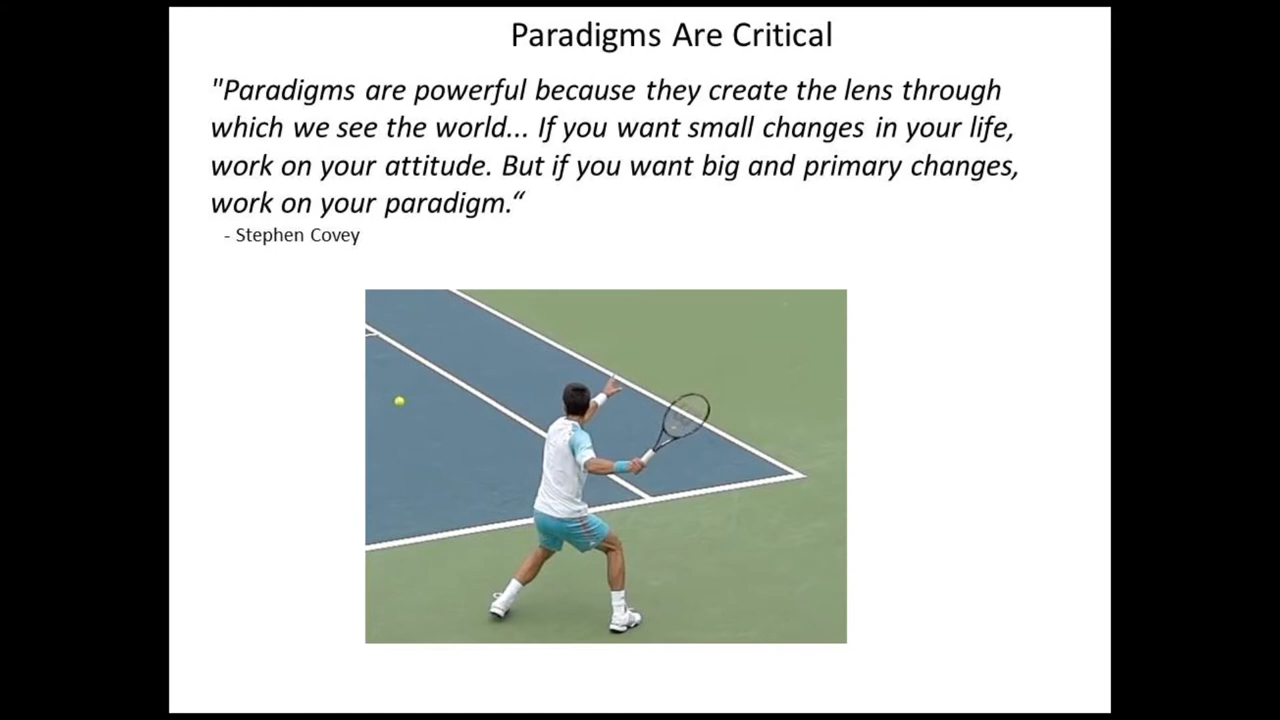 Paradigms Are Critical
"Paradigms are powerful because they create the lens through
which we see the world... If you want small changes in your life,
work on your attitude. But if you want big and primary changes,
work on your paradigm.“
- Stephen Covey